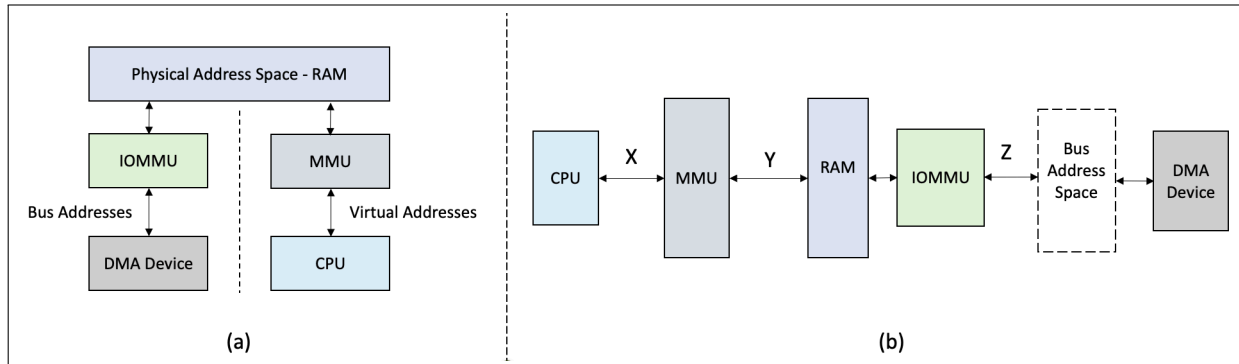 Physical Address Space - RAM
IOMMU
MMU
Bus Addresses
Virtual Addresses
DMA Device
CPU
(a)
CPU
X
MMU
Y
RAM
IOMMU
Z
Bus
Address
Space
DMA
Device
(b)